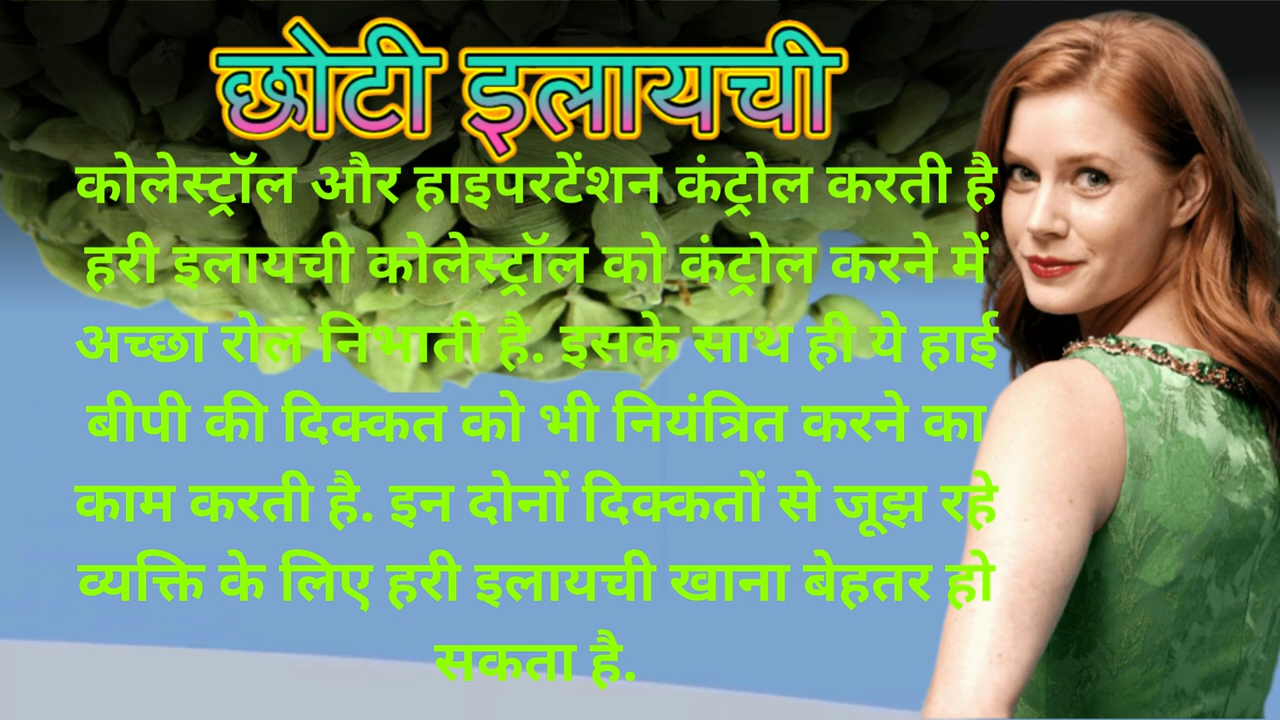 छोटी इलायची
कोलेस्ट्रॉल और हाइपरटेंशन कंट्रोल करती है
हरी इलायची कोलेस्ट्रॉल को कंट्रोल करने में
अच्छा रोल निभाती है. इसके साथ ही ये हाई
बीपी की दिक्कत को भी नियंत्रित करने का
काम करती है. इन दोनों दिक्कतों से जूझ रहे
व्यक्ति के लिए हरी इलायची खाना बेहतर हो
सकता है.